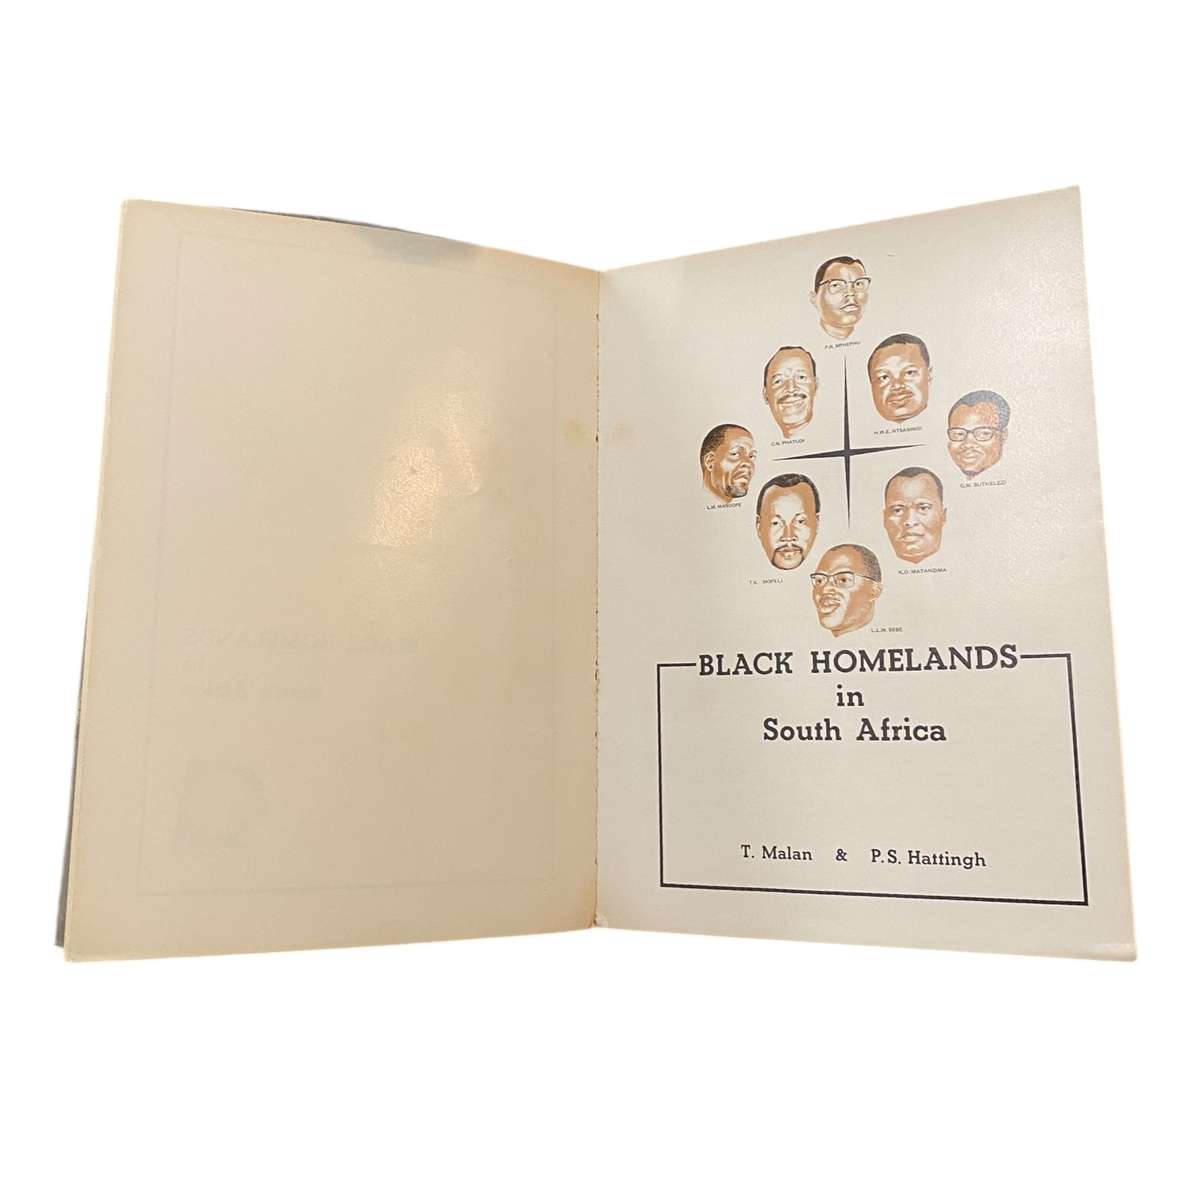 P.R. MPHEPHU
C.N. PHATUDI
H.W.E. NTSANWISI
G.M. BUTHELEZI
L.M. MANGOPE
T.K. MOPELI
K.D. MATANZIMA
L.L.W. SEBE
BLACK HOMELANDS
in
South Africa
T. Malan & P.S. Hattingh